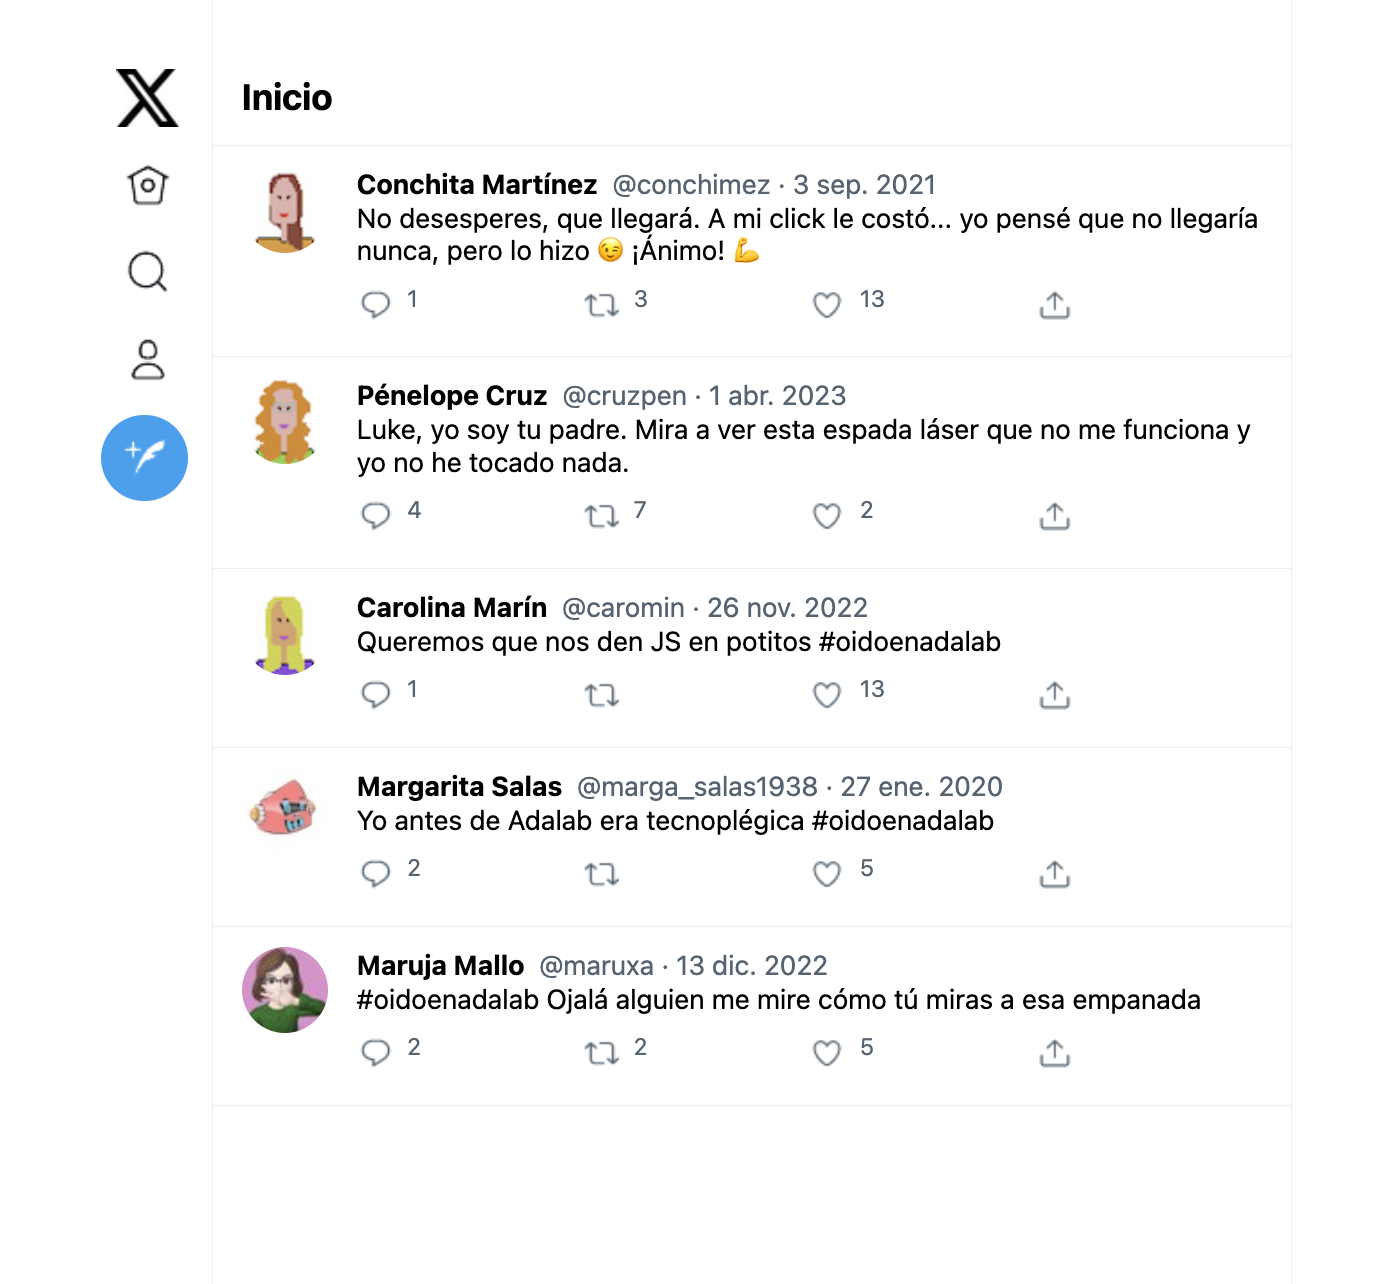 Inicio
Conchita Martínez @conchimez · 3 sep. 2021
No desesperes, que llegará. A mi click le costó... yo pensé que no llegaría
nunca, pero lo hizo 😉 ¡Ánimo! 💪
1 3 13
Pénelope Cruz @cruzpen · 1 abr. 2023
Luke, yo soy tu padre. Mira a ver esta espada láser que no me funciona y
yo no he tocado nada.
4 7 2
Carolina Marín @caromin · 26 nov. 2022
Queremos que nos den JS en potitos #oidoenadalab
1 13
Margarita Salas @marga_salas1938 · 27 ene. 2020
Yo antes de Adalab era tecnoplégica #oidoenadalab
2 5
Maruja Mallo @maruxa · 13 dic. 2022
#oidoenadalab Ojalá alguien me mire cómo tú miras a esa empanada
2 2 5